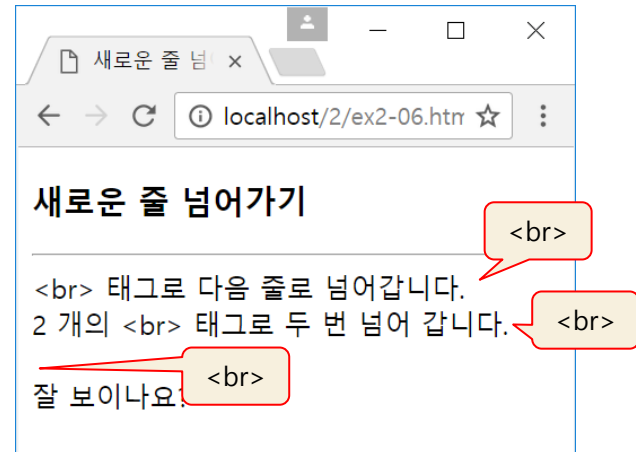 새로운 줄 넘
localhost/2/ex2-06.htm
새로운 줄 넘어가기
<br>
<br> 태그로 다음 줄로 넘어갑니다.
2 개의 <br> 태그로 두 번 넘어 갑니다.
<br>
<br>
잘 보이나요?